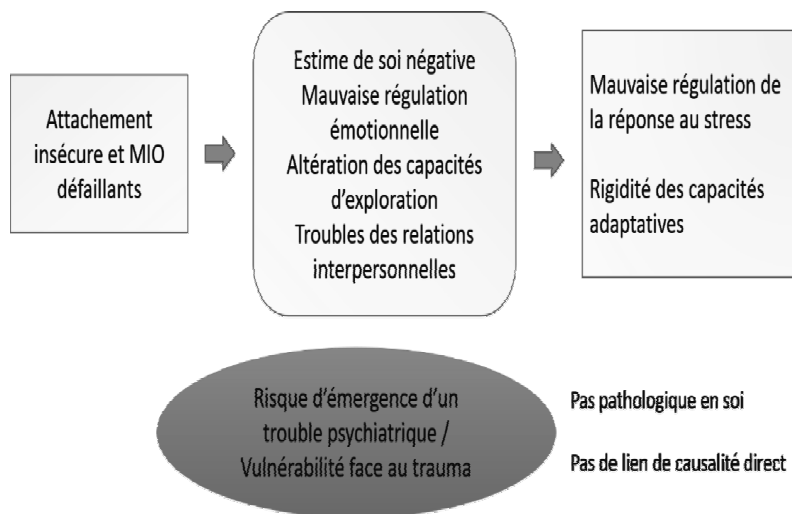 Attachement
insécure et MIO
défaillants
Estime de soi négative
Mauvaise régulation
émotionnelle
Altération des capacités
d'exploration
Troubles des relations
interpersonnelles
Mauvaise régulation de
la réponse au stress
Rigidité des capacités
adaptatives
Risque d'émergence d'un
trouble psychiatrique /
Vulnérabilité face au trauma
Pas pathologique en soi
Pas de lien de causalité direct